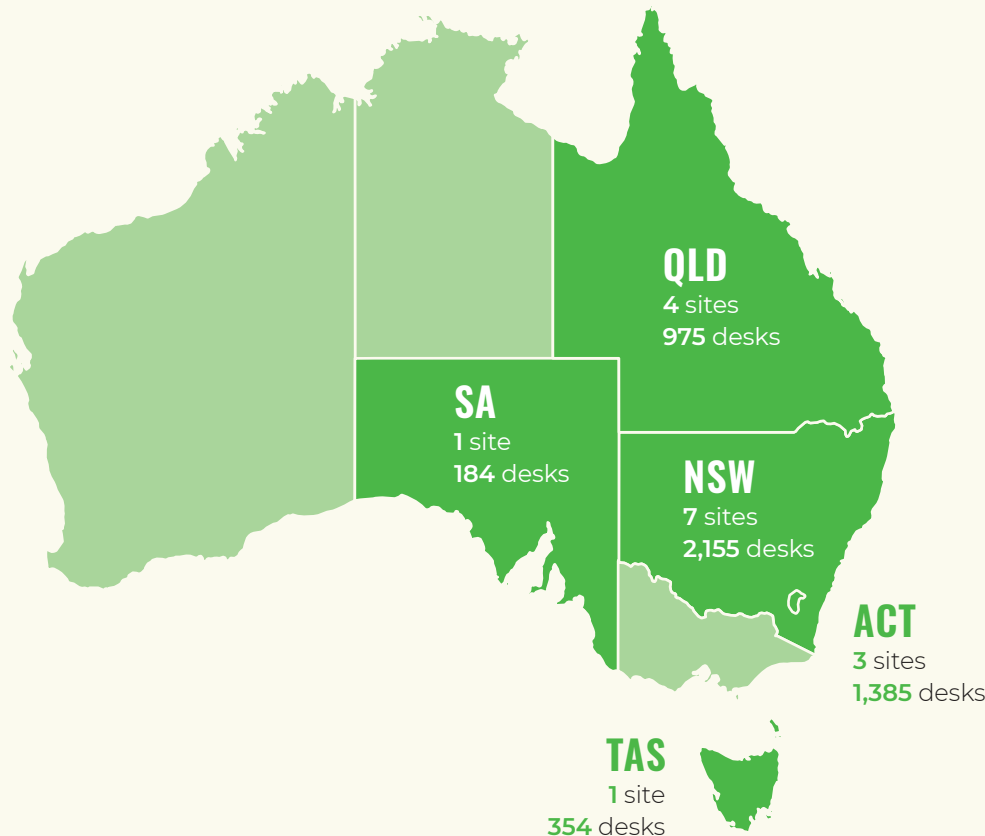 QLD
4 sites
975 desks
SA
1 site
184 desks
NSW
7 sites
2,155 desks
ACT
3 sites
1,385 desks
TAS
1 site
354 desks